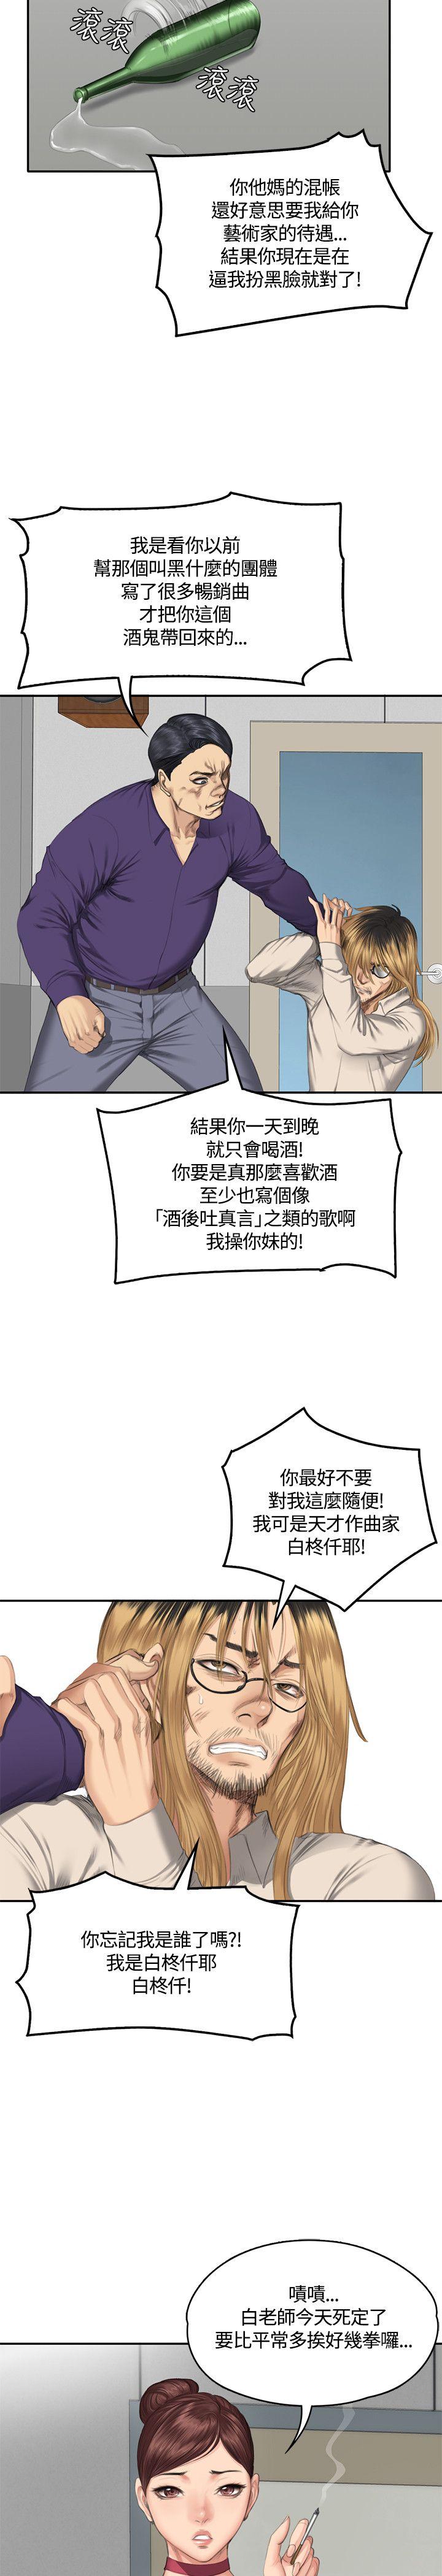 滾滾
滾滾
你他媽的混帳
還好意思要我給你
藝術家的待遇...
結果你現在是在
逼我扮黑臉就對了!
我是看你以前
幫那個叫黑什麼的團體
寫了很多暢銷曲
才把你這個
酒鬼帶回來的...
結果你一天到晚
就只會喝酒!
你要是真那麼喜歡酒
至少也寫個像
「酒後吐真言」之類的歌啊
我操你妹的!
你最好不要
對我這麼隨便!
我可是天才作曲家
白柊仟耶!
你忘記我是誰了嗎?!
我是白柊仟耶
白柊仟!
嘖嘖...
白老師今天死定了
要比平常多挨好幾拳囉...